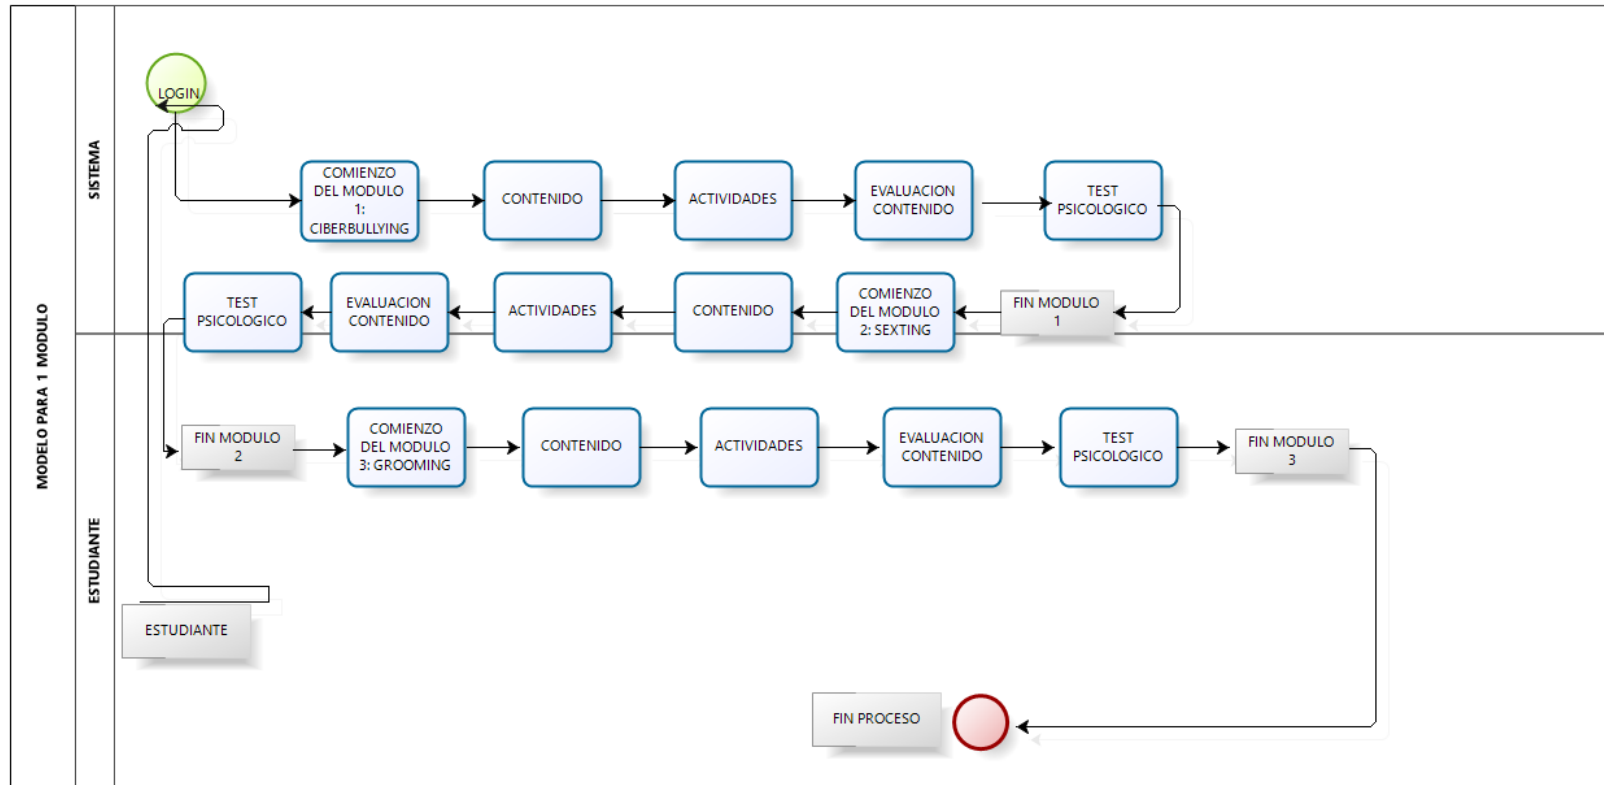 MODELO PARA 1 MODULO
SISTEMA
LOGIN
COMIENZO
DEL MODULO
1:
CIBERBULLYING
CONTENIDO
ACTIVIDADES
EVALUACION
CONTENIDO
TEST
PSICOLOGICO
FIN MODULO
1
COMIENZO
DEL MODULO
2: SEXTING
CONTENIDO
ACTIVIDADES
EVALUACION
CONTENIDO
TEST
PSICOLOGICO
ESTUDIANTE
FIN MODULO
2
COMIENZO
DEL MODULO
3: GROOMING
CONTENIDO
ACTIVIDADES
EVALUACION
CONTENIDO
TEST
PSICOLOGICO
FIN MODULO
3
ESTUDIANTE
FIN PROCESO